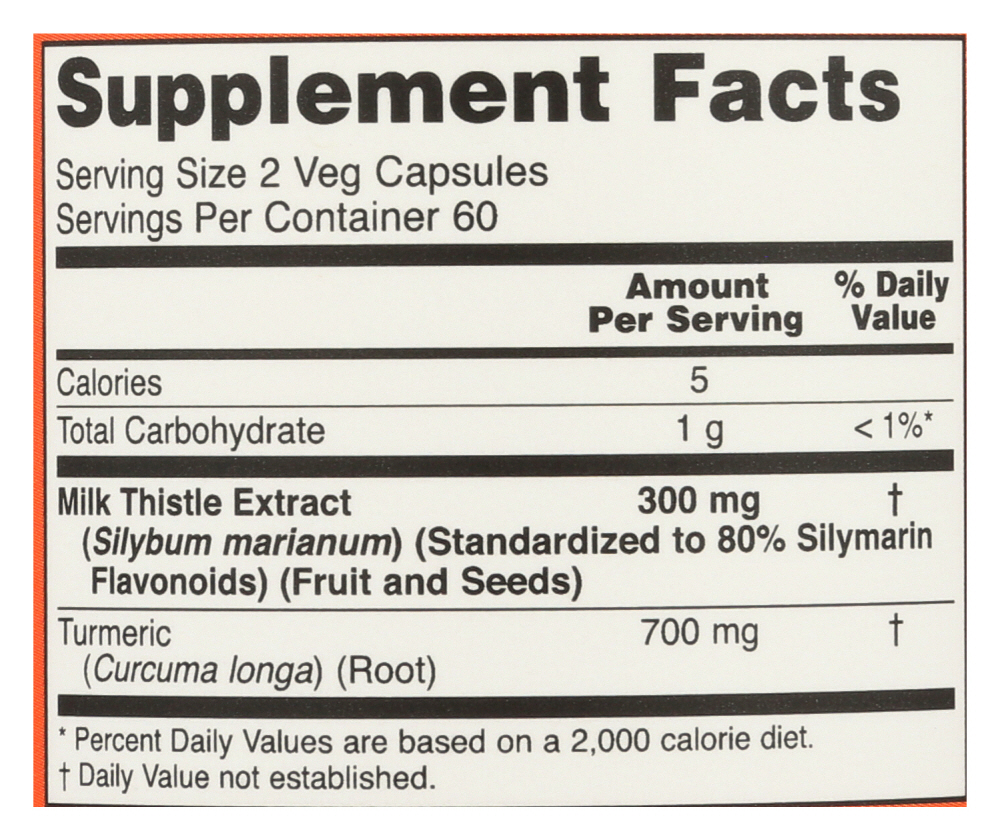 Supplement Facts
Serving Size 2 Veg Capsules
Servings Per Container 60
Amount Per Serving % Daily Value
Calories 5
Total Carbohydrate 1 g < 1%*
Milk Thistle Extract 300 mg †
(Silybum marianum) (Standardized to 80% Silymarin
Flavonoids) (Fruit and Seeds)
Turmeric 700 mg †
(Curcuma longa) (Root)
* Percent Daily Values are based on a 2,000 calorie diet.
† Daily Value not established.